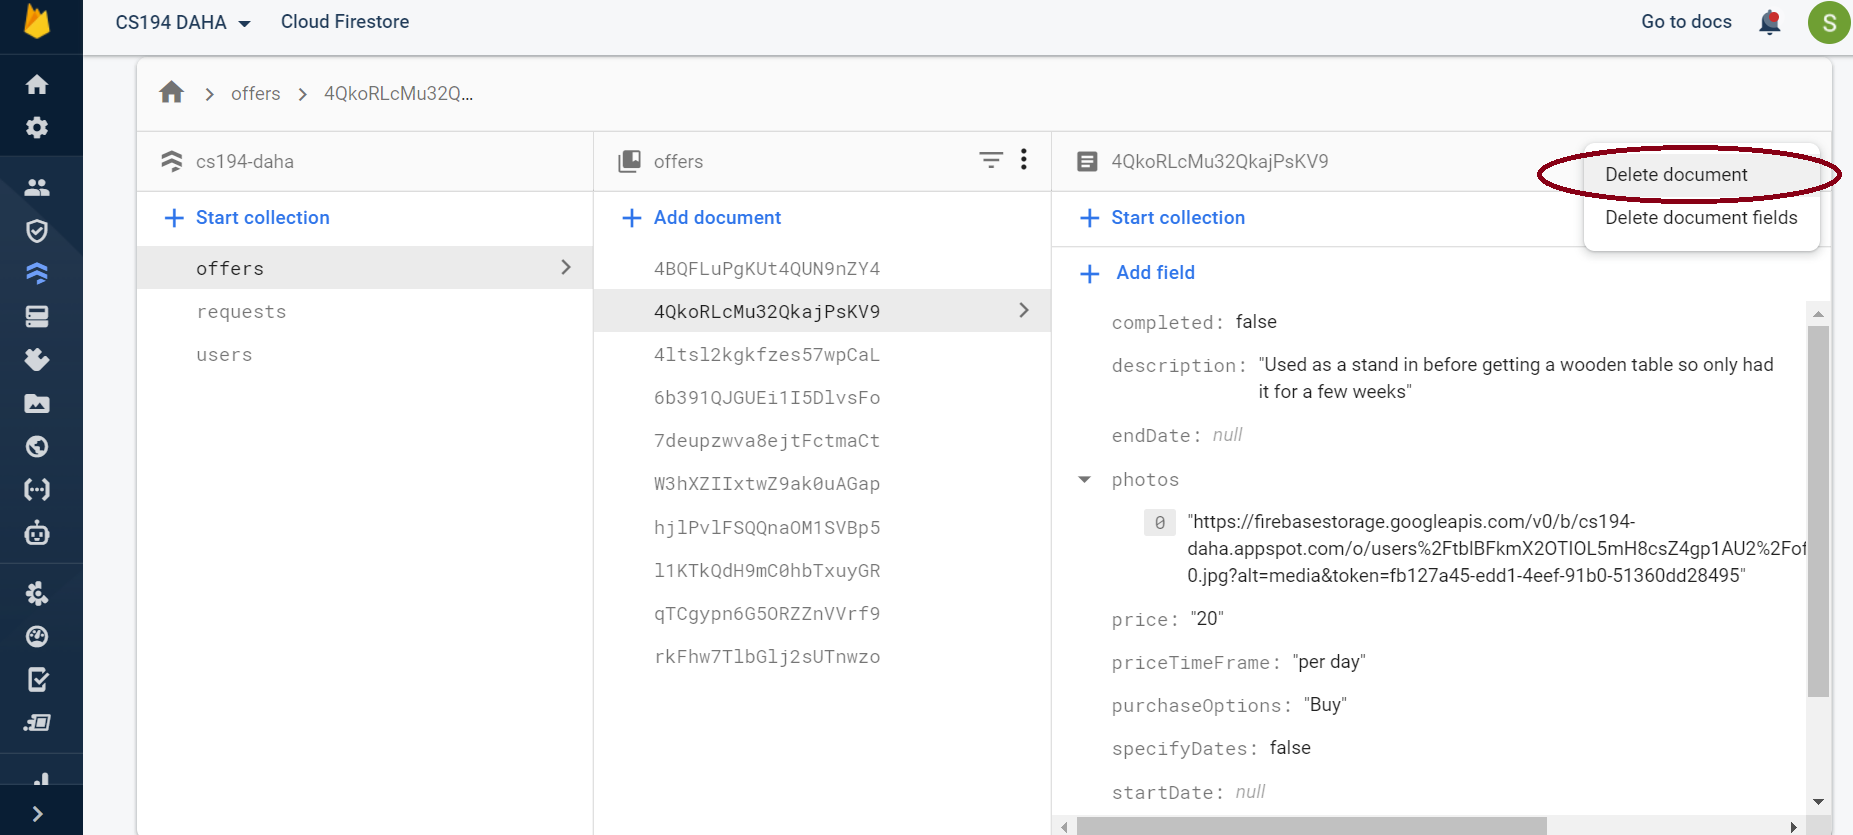 CS194 DAHA
Cloud Firestore
Go to docs
S
offers
4QkoRLcMu32Q...
cs194-daha
Start collection
offers
requests
users
offers
Add document
4BQFLuPgKUt4QUN9nZY4
4QkoRLcMu32QkajPsKV9
4ltsl2kgkfzes57wpCaL
6b391QJGUEi1I5DlvsFo
7deupzwva8ejtFctmaCt
W3hXZIIxtwZ9ak0uAGap
hjlPvlFSQQnaOM1SVBp5
l1KTkQdH9mC0hbTxuyGR
qTCgypn6G5ORZZnVVrf9
rkFhw7TlbGlj2sUTnwzo
4QkoRLcMu32QkajPsKV9
Delete document
Delete document fields
Start collection
Add field
completed: false
description: "Used as a stand in before getting a wooden table so only had
it for a few weeks"
endDate: null
photos
0 "https://firebasestorage.googleapis.com/v0/b/cs194-
daha.appspot.com/o/users%2FtblBFkmX2OTIOL5mH8csZ4gp1AU2%2Fof
0.jpg?alt=media&token=fb127a45-edd1-4eef-91b0-51360dd28495"
price: "20"
priceTimeFrame: "per day"
purchaseOptions: "Buy"
specifyDates: false
startDate: null